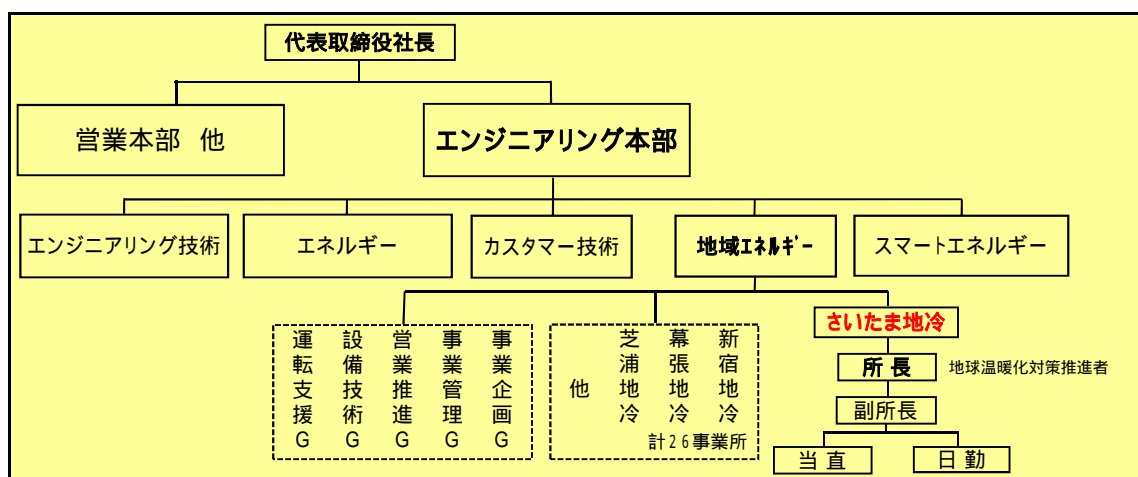 代表取締役社長
営業本部 他
エンジニアリング本部
エンジニアリング技術
エネルギー
カスタマー技術
地域エネルギー
スマートエネルギー
運転支援G
設備技術G
営業推進G
事業管理G
事業企画G
他
芝浦地冷
幕張地冷
新宿地冷
計26事業所
さいたま地冷
所長
地球温暖化対策推進者
副所長
当直
日勤